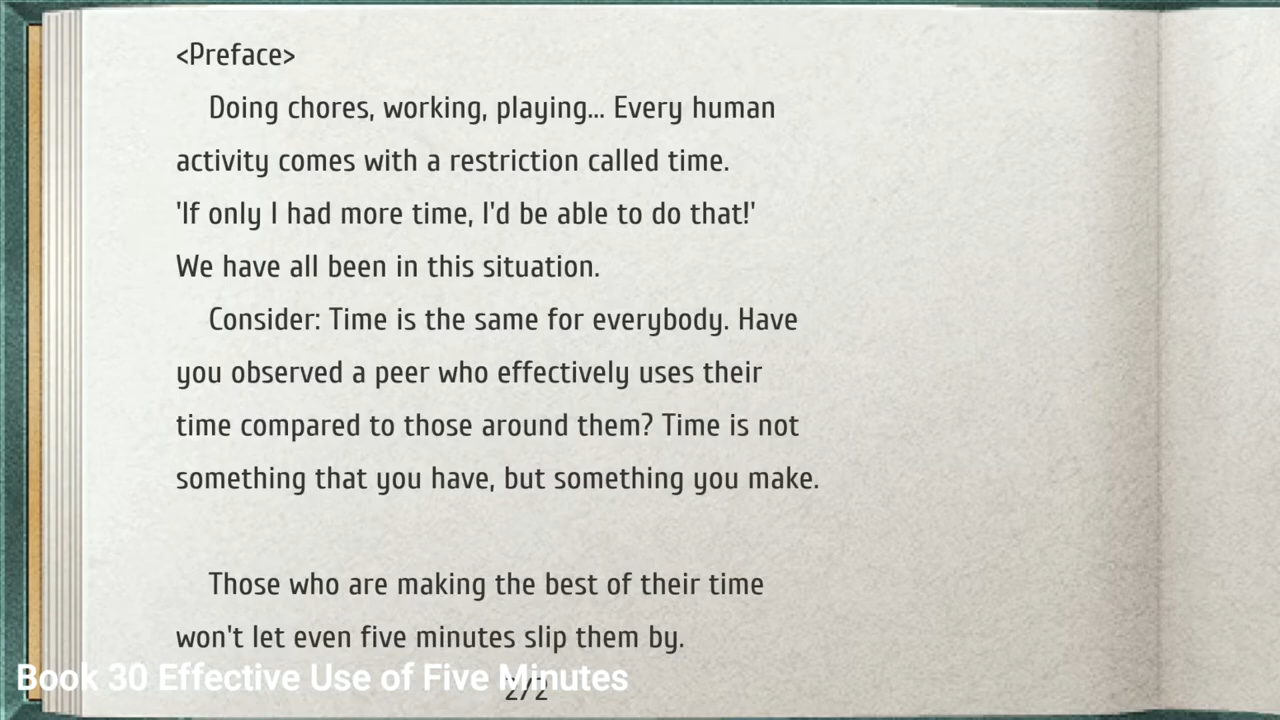 <Preface>
Doing chores, working, playing... Every human
activity comes with a restriction called time.
'If only I had more time, I'd be able to do that!'
We have all been in this situation.
Consider: Time is the same for everybody. Have
you observed a peer who effectively uses their
time compared to those around them? Time is not
something that you have, but something you make.
Those who are making the best of their time
won't let even five minutes slip them by.
Book 30 Effective Use of Five Minutes
2/2